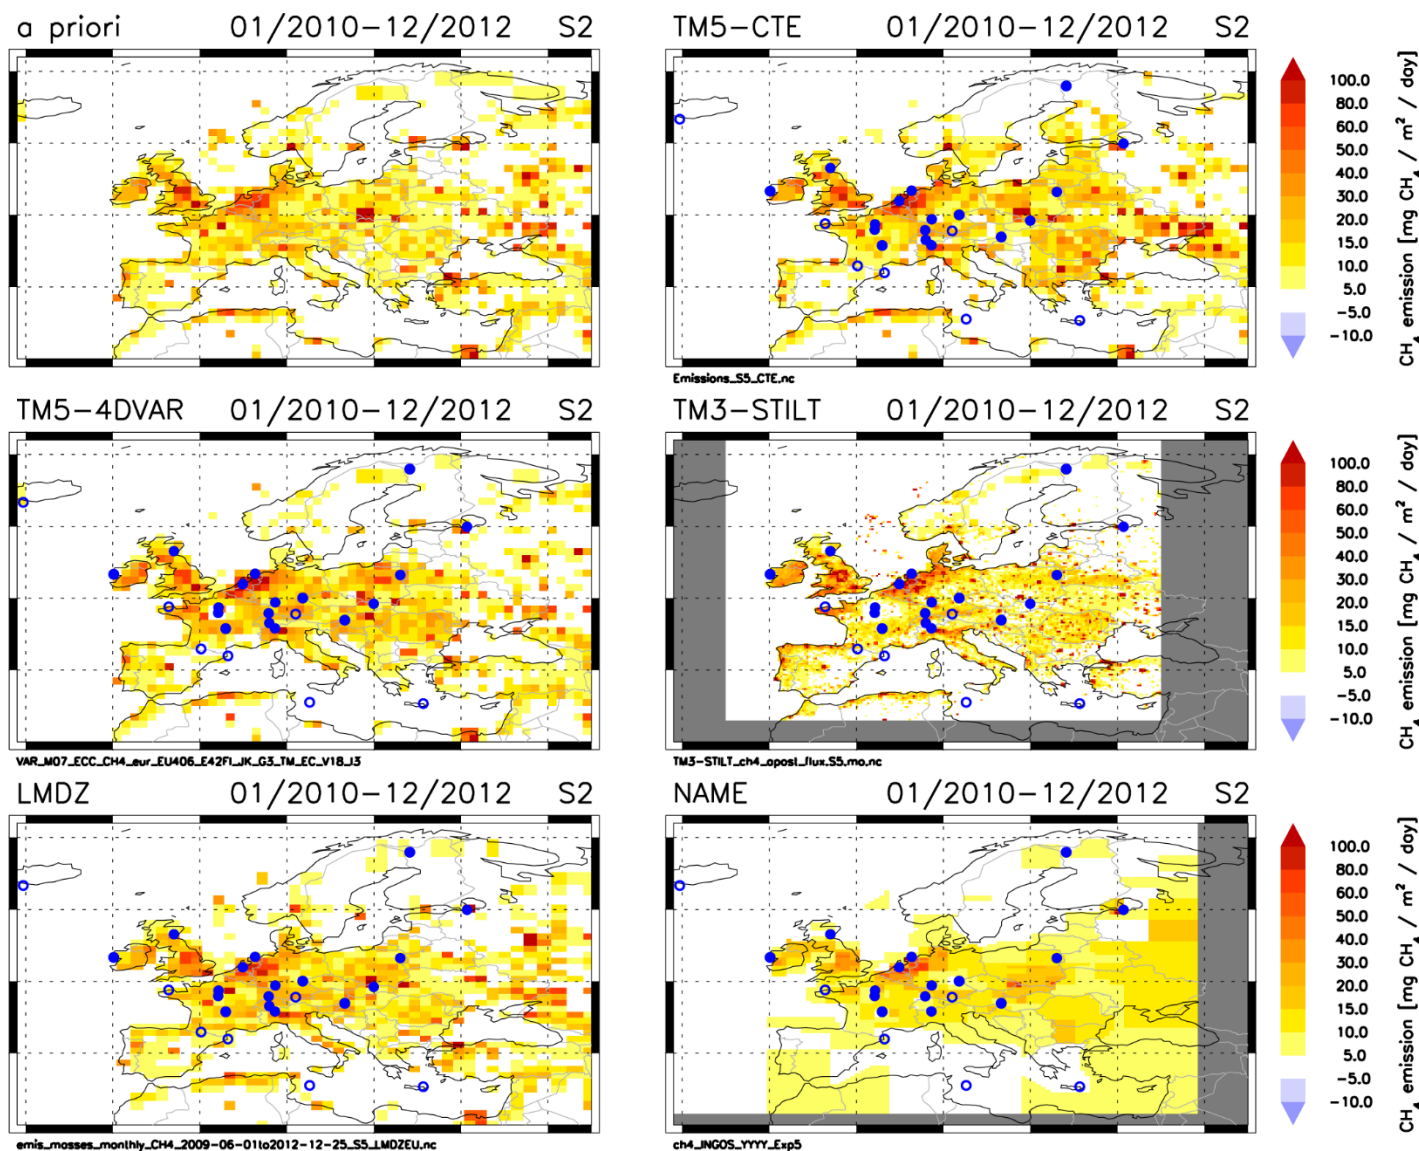 a priori 01/2010-12/2012 S2
TM5-CTE 01/2010-12/2012 S2
100.0
80.0
60.0
50.0
40.0
30.0
20.0
15.0
10.0
5.0
-5.0
-10.0
CH4 emission [mg CH4 / m² / day]
Emissions_S5_CTE.nc
TM5-4DVAR 01/2010-12/2012 S2
TM3-STILT 01/2010-12/2012 S2
100.0
80.0
60.0
50.0
40.0
30.0
20.0
15.0
10.0
5.0
-5.0
-10.0
CH4 emission [mg CH4 / m² / day]
VAR_M07_ECC_CH4_eur_EU406_E42FI_JK_G3_TM_EC_V18_I3
TM3-STILT_ch4_apost_flux.S5.mo.nc
LMDZ 01/2010-12/2012 S2
NAME 01/2010-12/2012 S2
100.0
80.0
60.0
50.0
40.0
30.0
20.0
15.0
10.0
5.0
-5.0
-10.0
CH4 emission [mg CH4 / m² / day]
emis_mosses_monthly_CH4_2009-06-01to2012-12-25_S5_LMDZEU.nc
ch4_INGOS_YYYY_Exp5